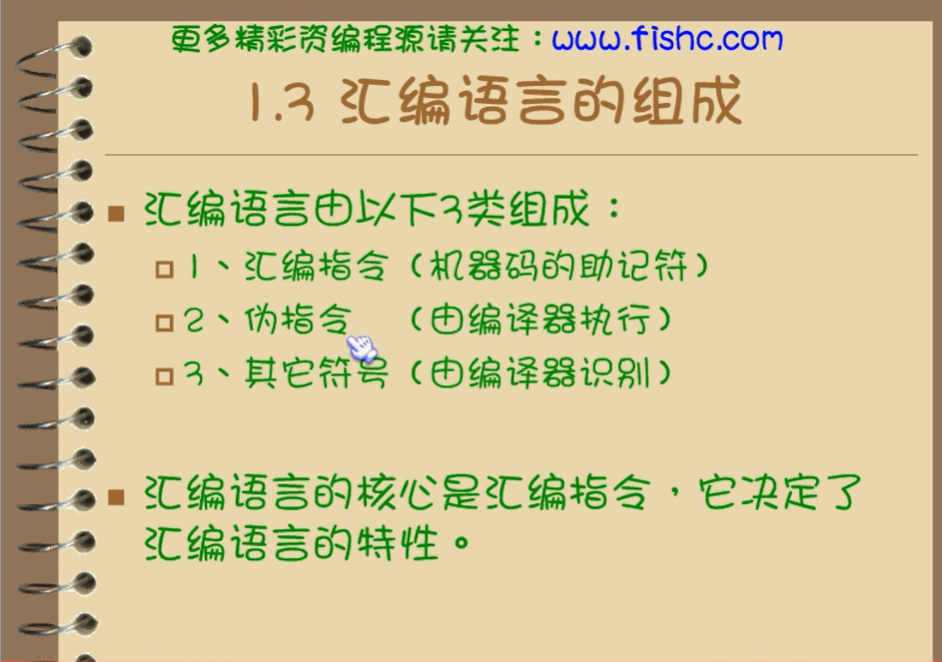 更多精彩资编程源请关注：www.fishc.com
1.3 汇编语言的组成
汇编语言由以下3类组成：
1、汇编指令（机器码的助记符）
2、伪指令 （由编译器执行）
3、其它符号（由编译器识别）
汇编语言的核心是汇编指令，它决定了
汇编语言的特性。